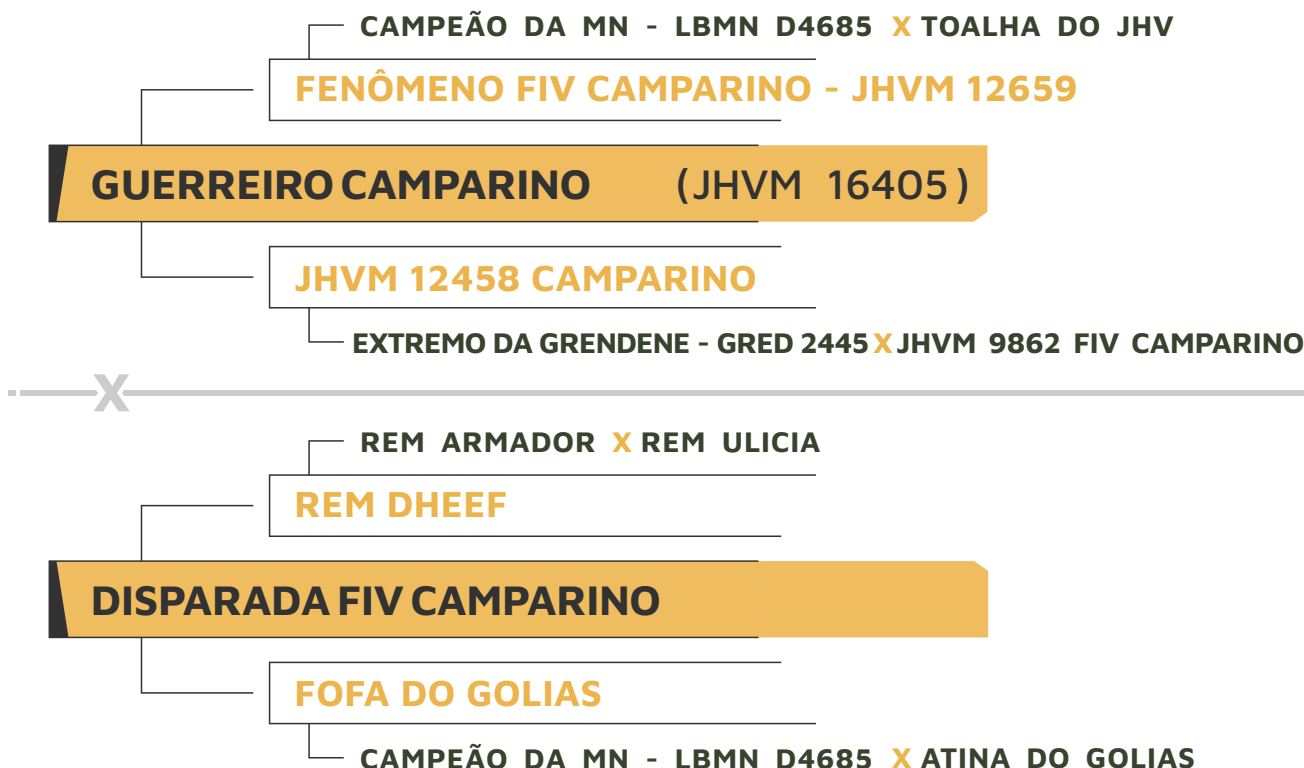 CAMPEÃO DA MN - LBMN D4685 X TOALHA DO JHV
FENÔMENO FIV CAMPARINO - JHVM 12659
GUERREIRO CAMPARINO (JHVM 16405)
JHVM 12458 CAMPARINO
EXTREMO DA GRENDENE - GRED 2445 X JHVM 9862 FIV CAMPARINO
X
REM ARMADOR X REM ULICIA
REM DHEEF
DISPARADA FIV CAMPARINO
FOFA DO GOLIAS
CAMPEÃO DA MN - LBMN D4685 X ATINA DO GOLIAS